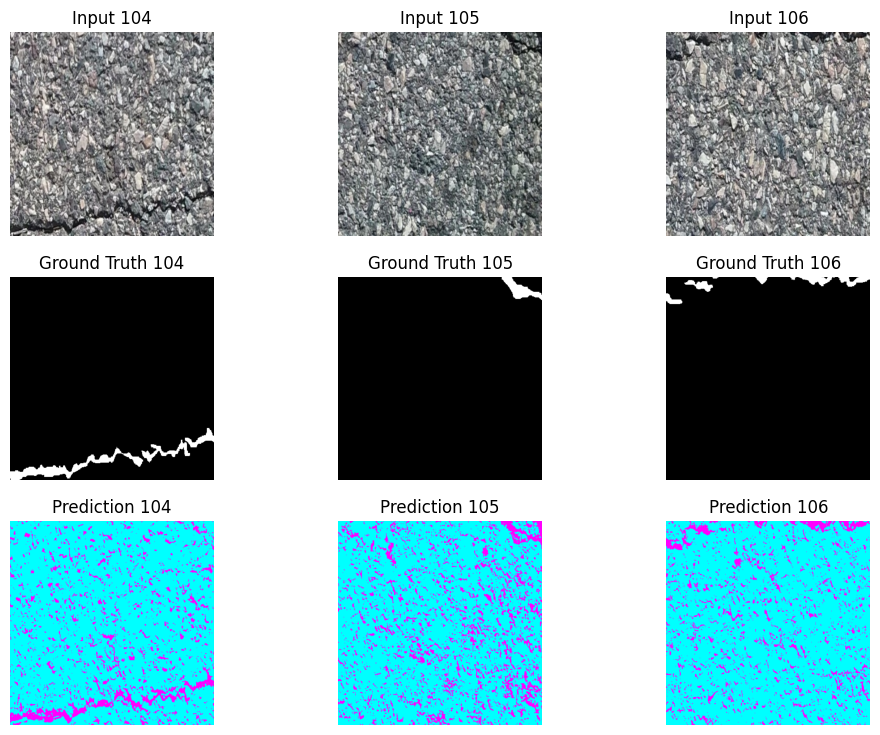 Input 104
Input 105
Input 106
Ground Truth 104
Ground Truth 105
Ground Truth 106
Prediction 104
Prediction 105
Prediction 106